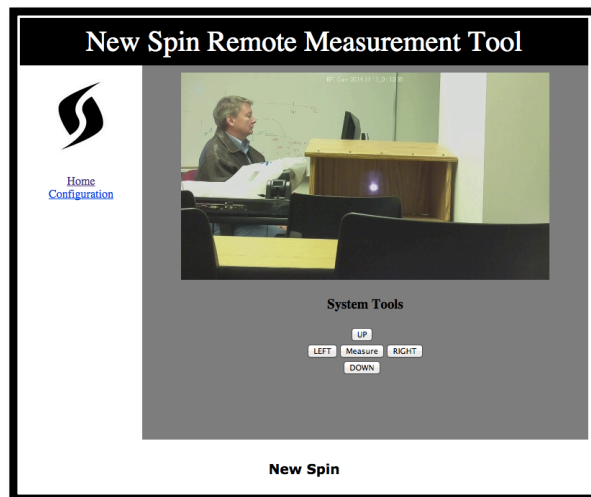 New Spin Remote Measurement Tool
Home
Configuration
System Tools
UP
LEFT Measure RIGHT
DOWN
New Spin